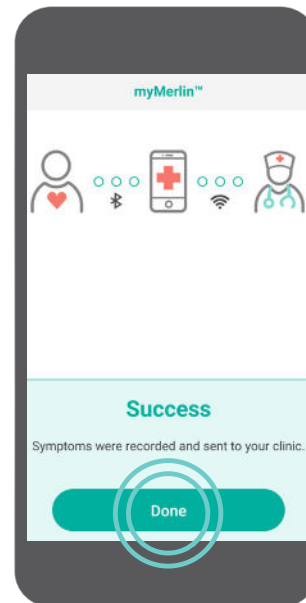 myMerlin™
Success
Symptoms were recorded and sent to your clinic.
Done